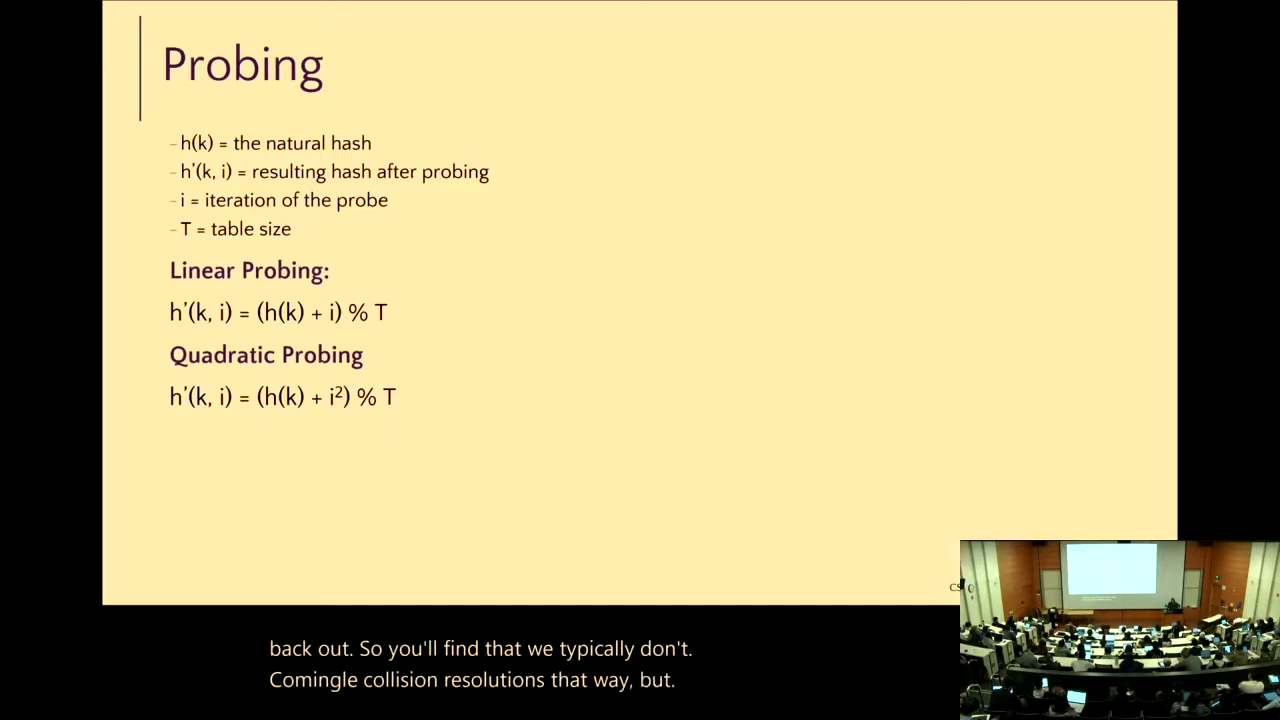 Probing
– h(k) = the natural hash
– h’(k, i) = resulting hash after probing
– i = iteration of the probe
– T = table size
Linear Probing:
h’(k, i) = (h(k) + i) % T
Quadratic Probing
h’(k, i) = (h(k) + i²) % T
back out. So you'll find that we typically don't.
Comingle collision resolutions that way, but.